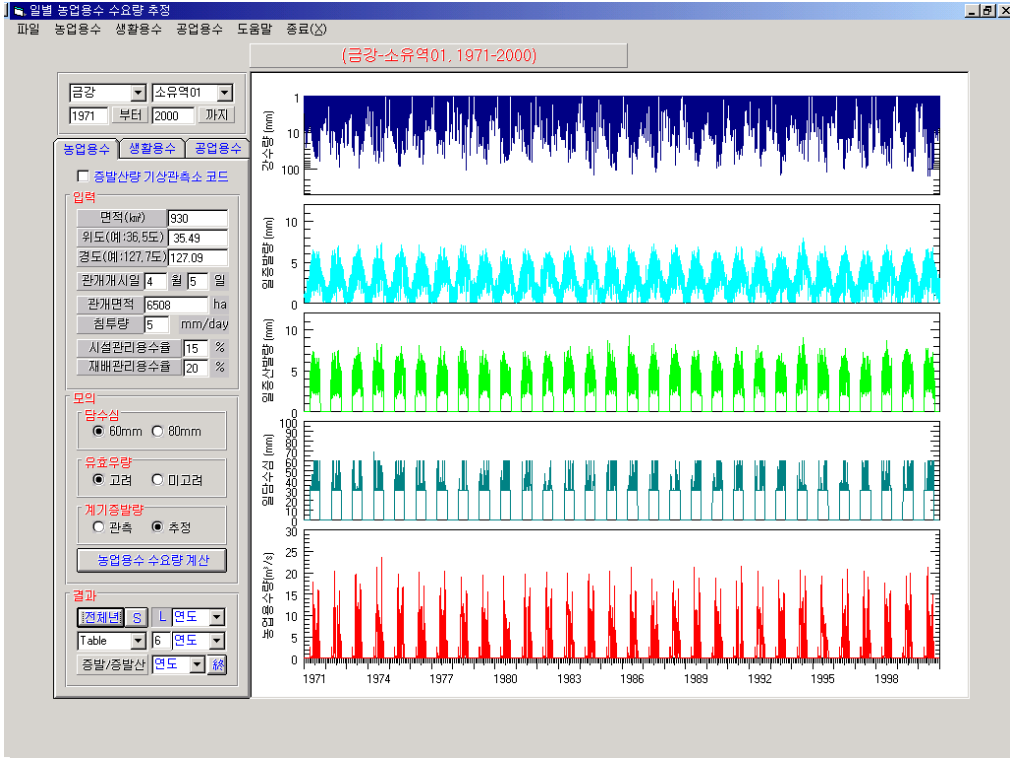 일별 농업용수 수요량 추정
파일 농업용수 생활용수 공업용수 도움말 종료(X)
(금강-소유역01, 1971-2000)
금강 소유역01
1971 부터 2000 까지
농업용수 생활용수 공업용수
증발산량 기상관측소 코드
입력
면적(㎢) 930
위도(예:36.5도) 35.49
경도(예:127.7도) 127.09
관개개시일 4 월 5 일
관개면적 6508 ha
침투량 5 mm/day
시설관리용수율 15 %
재배관리용수율 20 %
모의
담수심
60mm 80mm
유효우량
고려 미고려
계기증발량
관측 추정
농업용수 수요량 계산
결과
전체년 S L 연도
Table 6 연도
증발/증발산 연도 終
강수량 (mm)
1
10
100
일증발량 (mm)
10
5
0
일증산발량 (mm)
10
5
0
일담수심 (mm)
100
90
80
70
60
50
40
30
20
10
0
농업용수량(m³/s)
30
25
20
15
10
5
0
1971 1974 1977 1980 1983 1986 1989 1992 1995 1998